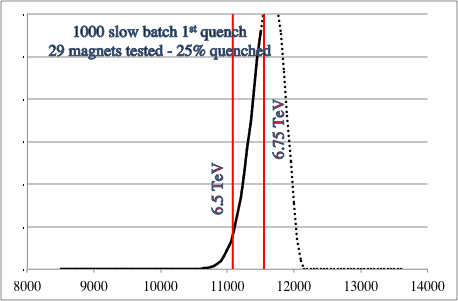 1000 slow batch 1st quench
29 magnets tested - 25% quenched
6.5 TeV
6.75 TeV
8000 9000 10000 11000 12000 13000 14000